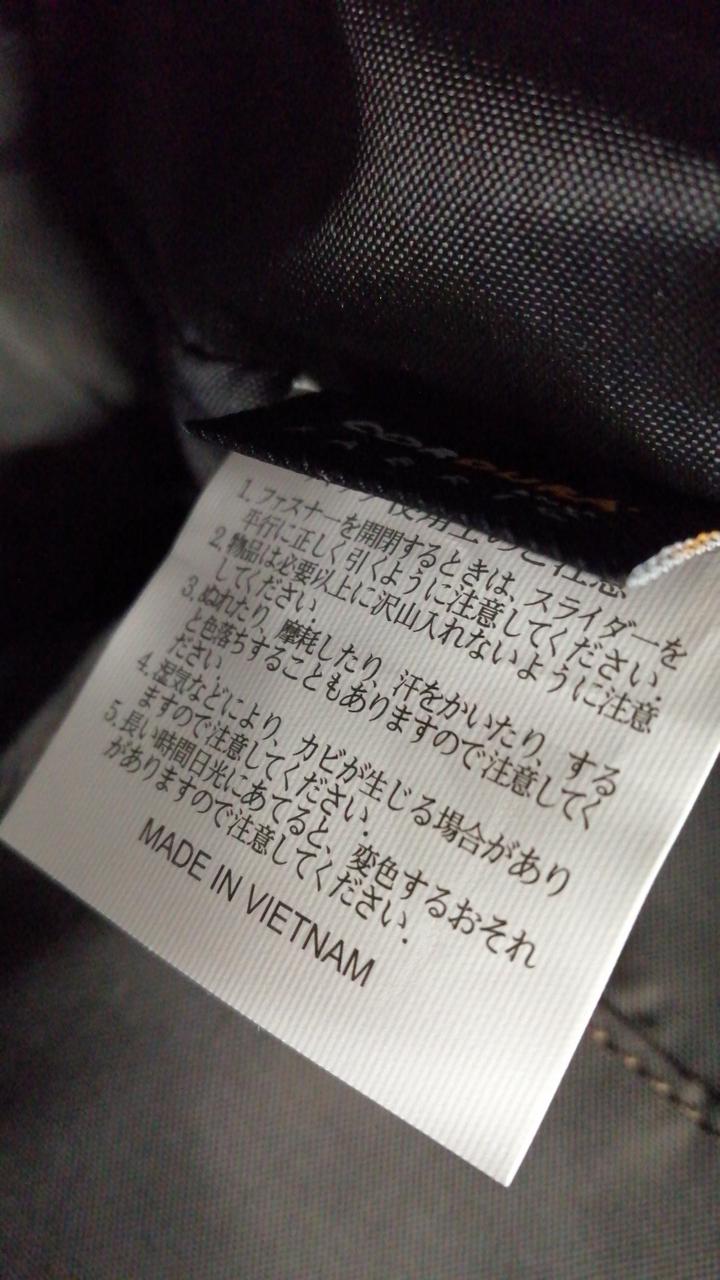 CORDURA
使用上のご注意
1. ファスナーを開閉するときは、スライダーを
平行に正しく引くように注意してください.
2. 物品は必要以上に沢山入れないように注意
してください.
3. ぬれたり、摩耗したり、汗をかいたり、する
と色落ちすることもありますので注意してく
ださい
4. 湿気などにより、カビが生じる場合があり
ますので注意してください.
5. 長い時間日光にあてると、変色するおそれ
がありますので注意してください.
MADE IN VIETNAM